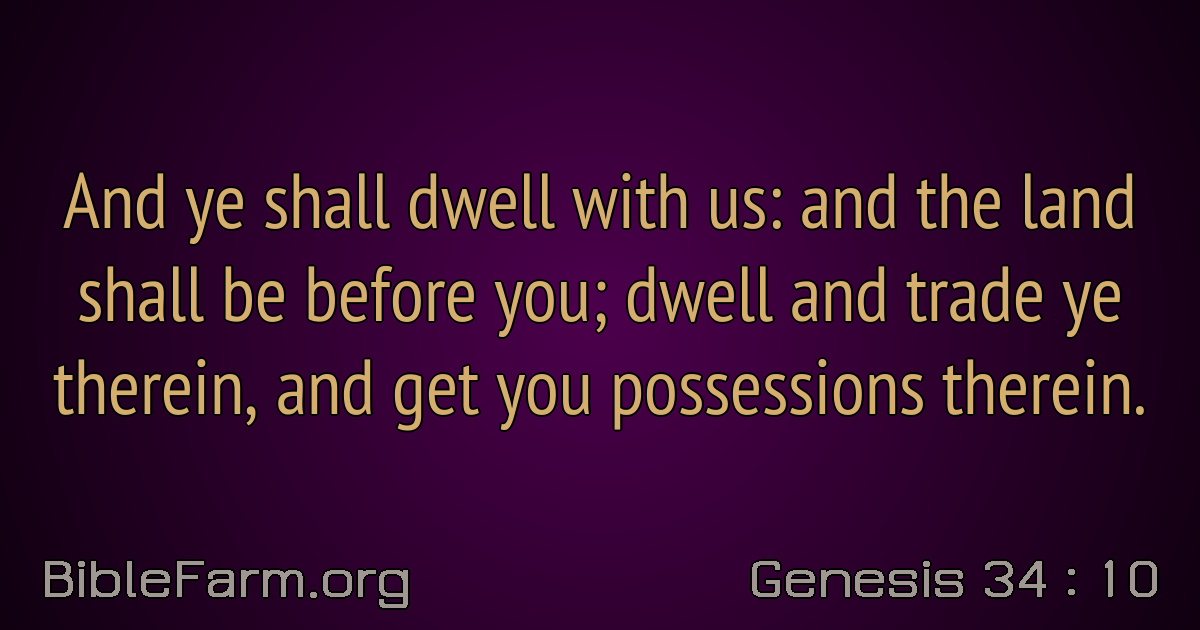 And ye shall dwell with us: and the land
shall be before you; dwell and trade ye
therein, and get you possessions therein.
BibleFarm.org
Genesis 34 : 10